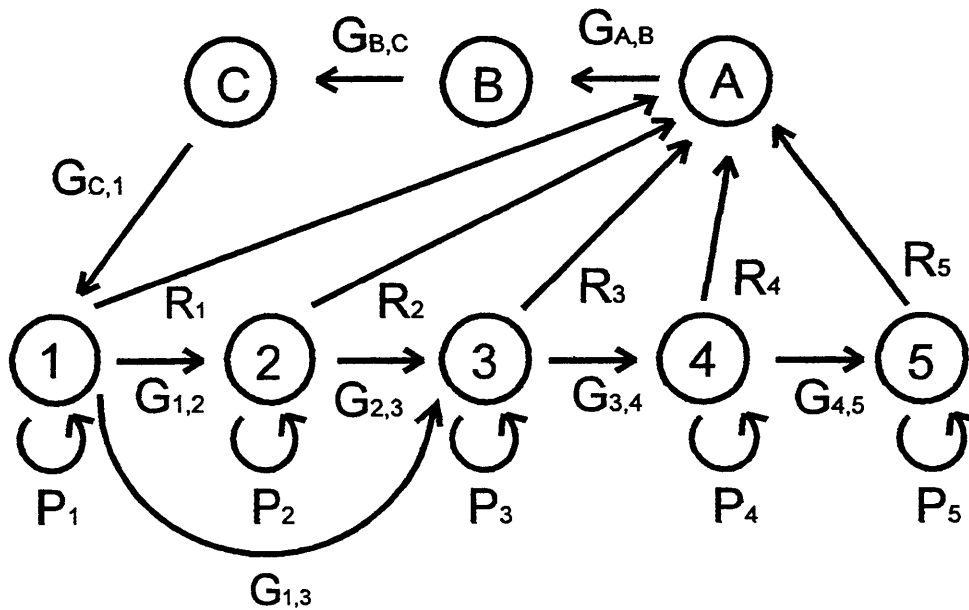 G_B,C G_A,B
C B A
G_C,1
R_1 R_2 R_3 R_4 R_5
1 2 3 4 5
G_1,2 G_2,3 G_3,4 G_4,5
P_1 P_2 P_3 P_4 P_5
G_1,3